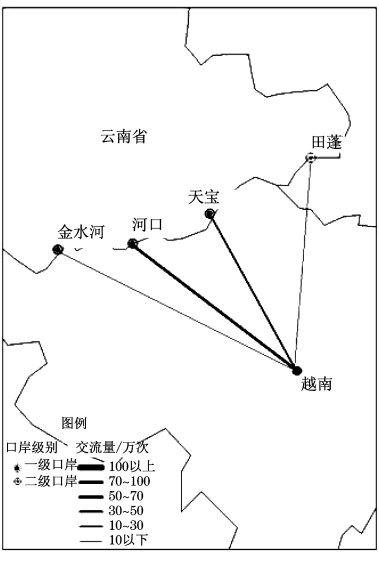 田蓬
云南省
天宝
河口
金水河
越南
图例
口岸级别 交流量/万次
一级口岸 100以上
二级口岸 70~100
50~70
30~50
10~30
10以下